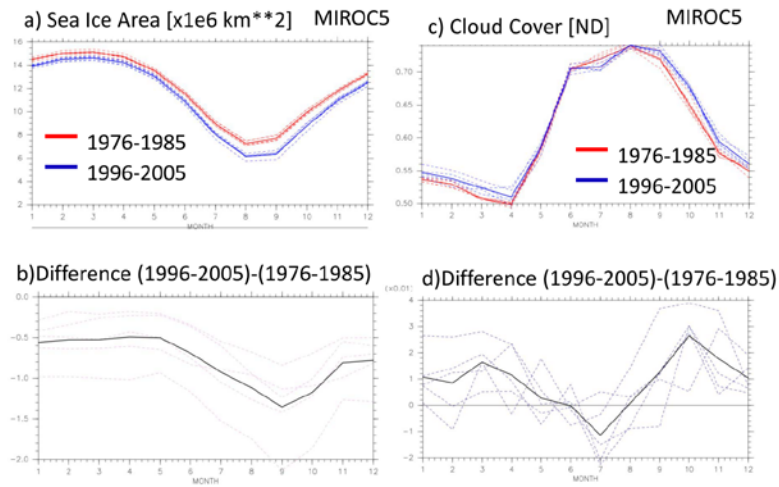 a) Sea Ice Area [x1e6 km**2] MIROC5
16
14
12
10
8
6
4
2
1976-1985
1996-2005
1 2 3 4 5 6 7 8 9 10 11 12
MONTH
c) Cloud Cover [ND] MIROC5
0.70
0.65
0.60
0.55
0.50
1976-1985
1996-2005
1 2 3 4 5 6 7 8 9 10 11 12
MONTH
b)Difference (1996-2005)-(1976-1985)
0.0
-0.5
-1.0
-1.5
-2.0
1 2 3 4 5 6 7 8 9 10 11 12
MONTH
d)Difference (1996-2005)-(1976-1985)
(x0.01)
4
3
2
1
0
-1
-2
1 2 3 4 5 6 7 8 9 10 11 12
MONTH